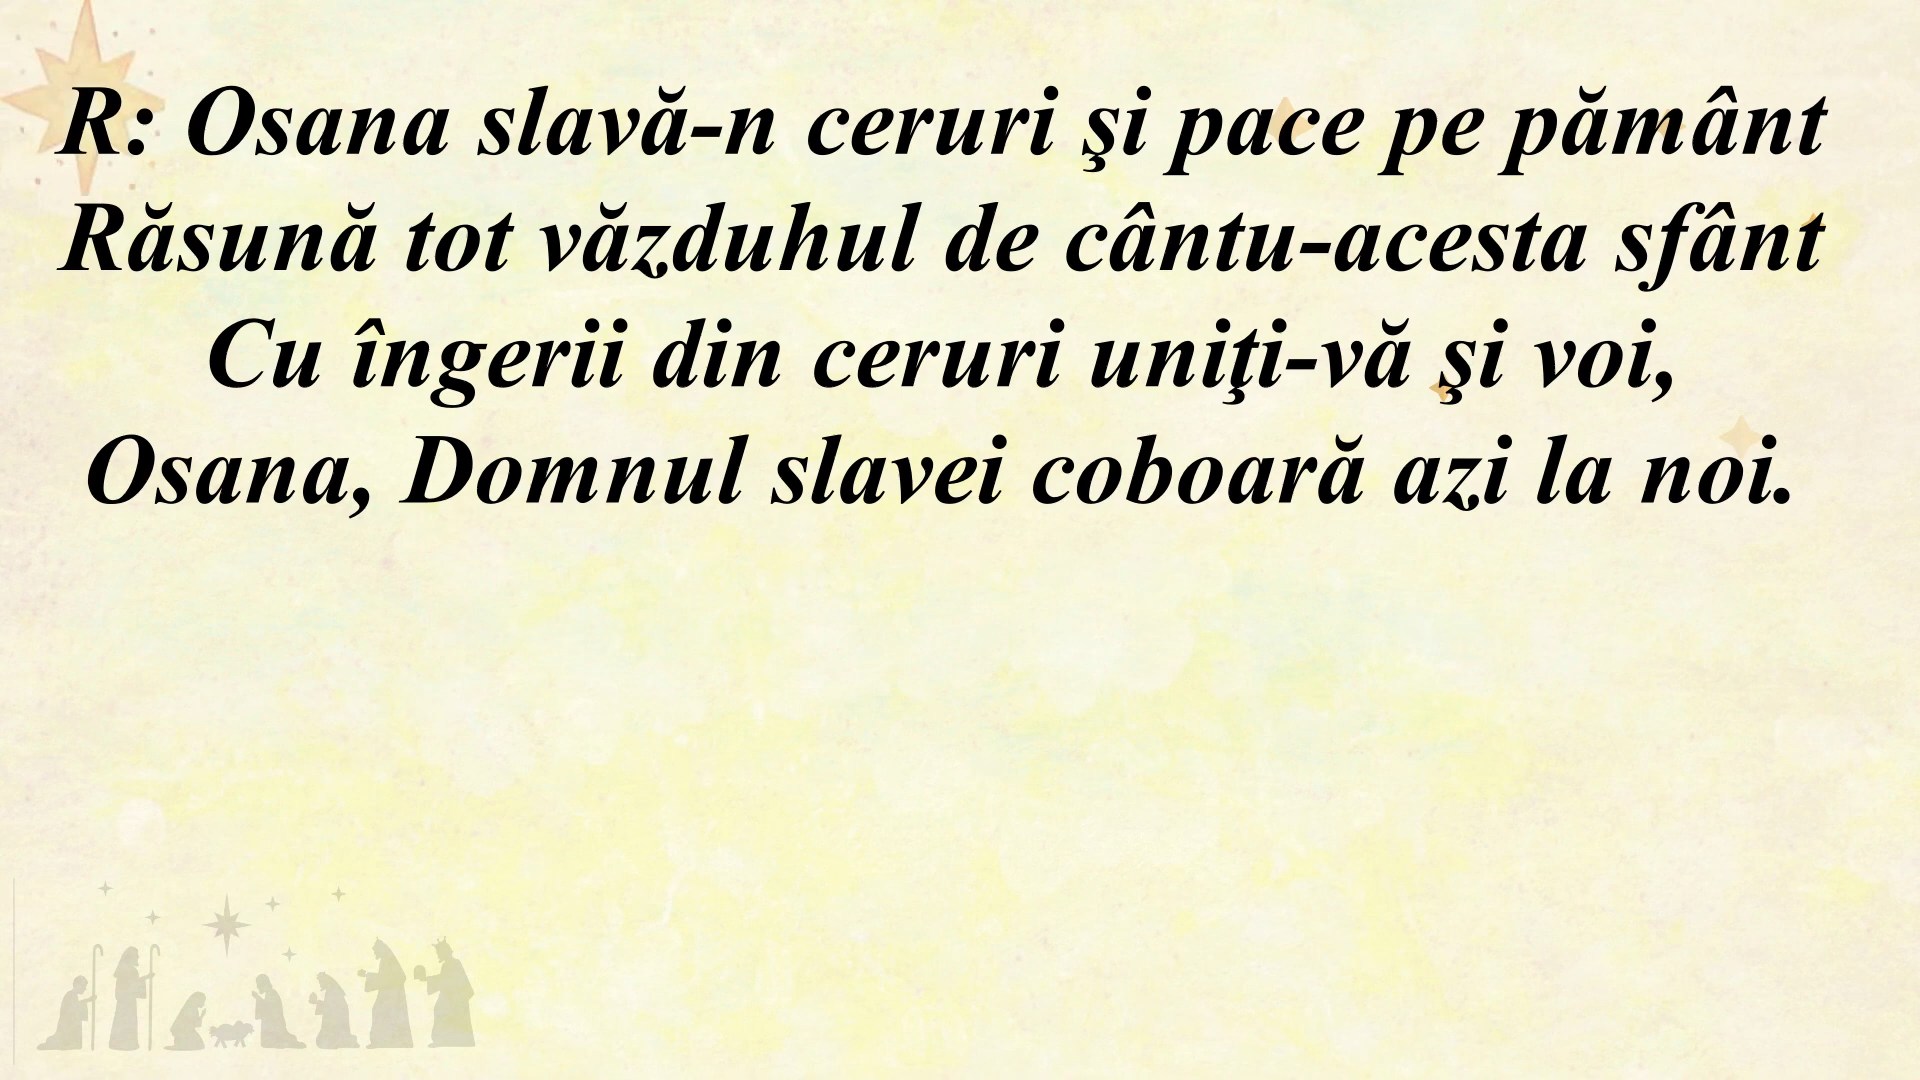 R: Osana slavă-n ceruri şi pace pe pământ
Răsună tot văzduhul de cântu-acesta sfânt
Cu îngerii din ceruri uniţi-vă şi voi,
Osana, Domnul slavei coboară azi la noi.